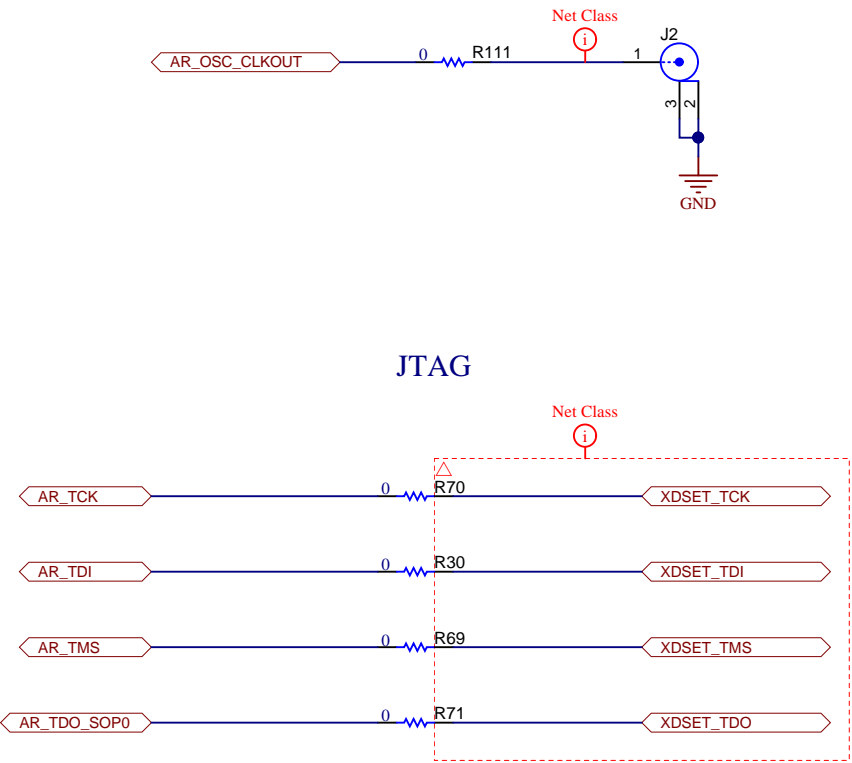 Net Class
i
J2
AR_OSC_CLKOUT 0 R111 1
3 2
GND
JTAG
Net Class
i
AR_TCK 0 R70 XDSET_TCK
AR_TDI 0 R30 XDSET_TDI
AR_TMS 0 R69 XDSET_TMS
AR_TDO_SOP0 0 R71 XDSET_TDO